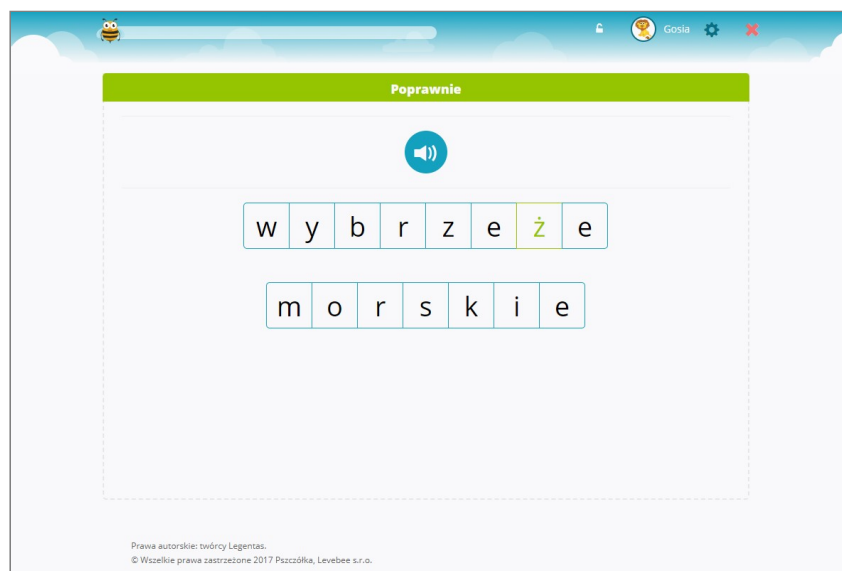 Gosia
Poprawnie
wybrzeże
morskie
Prawa autorskie: twórcy Legentas.
© Wszelkie prawa zastrzeżone 2017 Pszczółka, Levebee s.r.o.